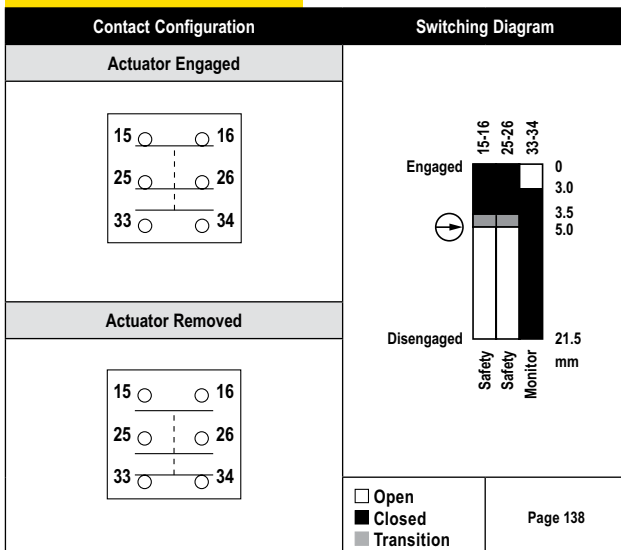 Contact Configuration
Switching Diagram
Actuator Engaged
15 16
25 26
33 34
Actuator Removed
15 16
25 26
33 34
15-16 25-26 33-34
Engaged 0
3.0
3.5
5.0
Disengaged 21.5
mm
Safety Safety Monitor
Open
Closed
Transition
Page 138